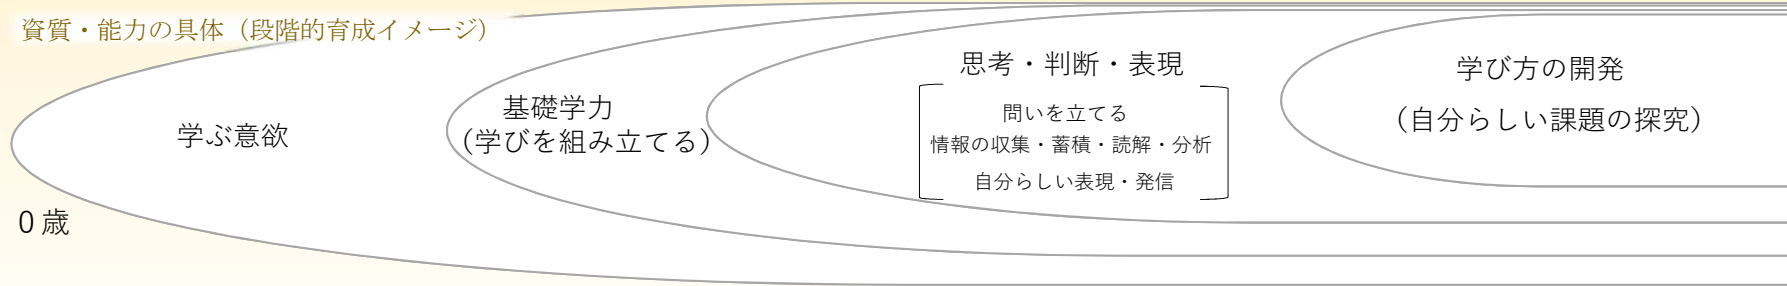 資質・能力の具体（段階的育成イメージ）
学ぶ意欲
0歳
基礎学力
（学びを組み立てる）
思考・判断・表現
問いを立てる
情報の収集・蓄積・読解・分析
自分らしい表現・発信
学び方の開発
（自分らしい課題の探究）